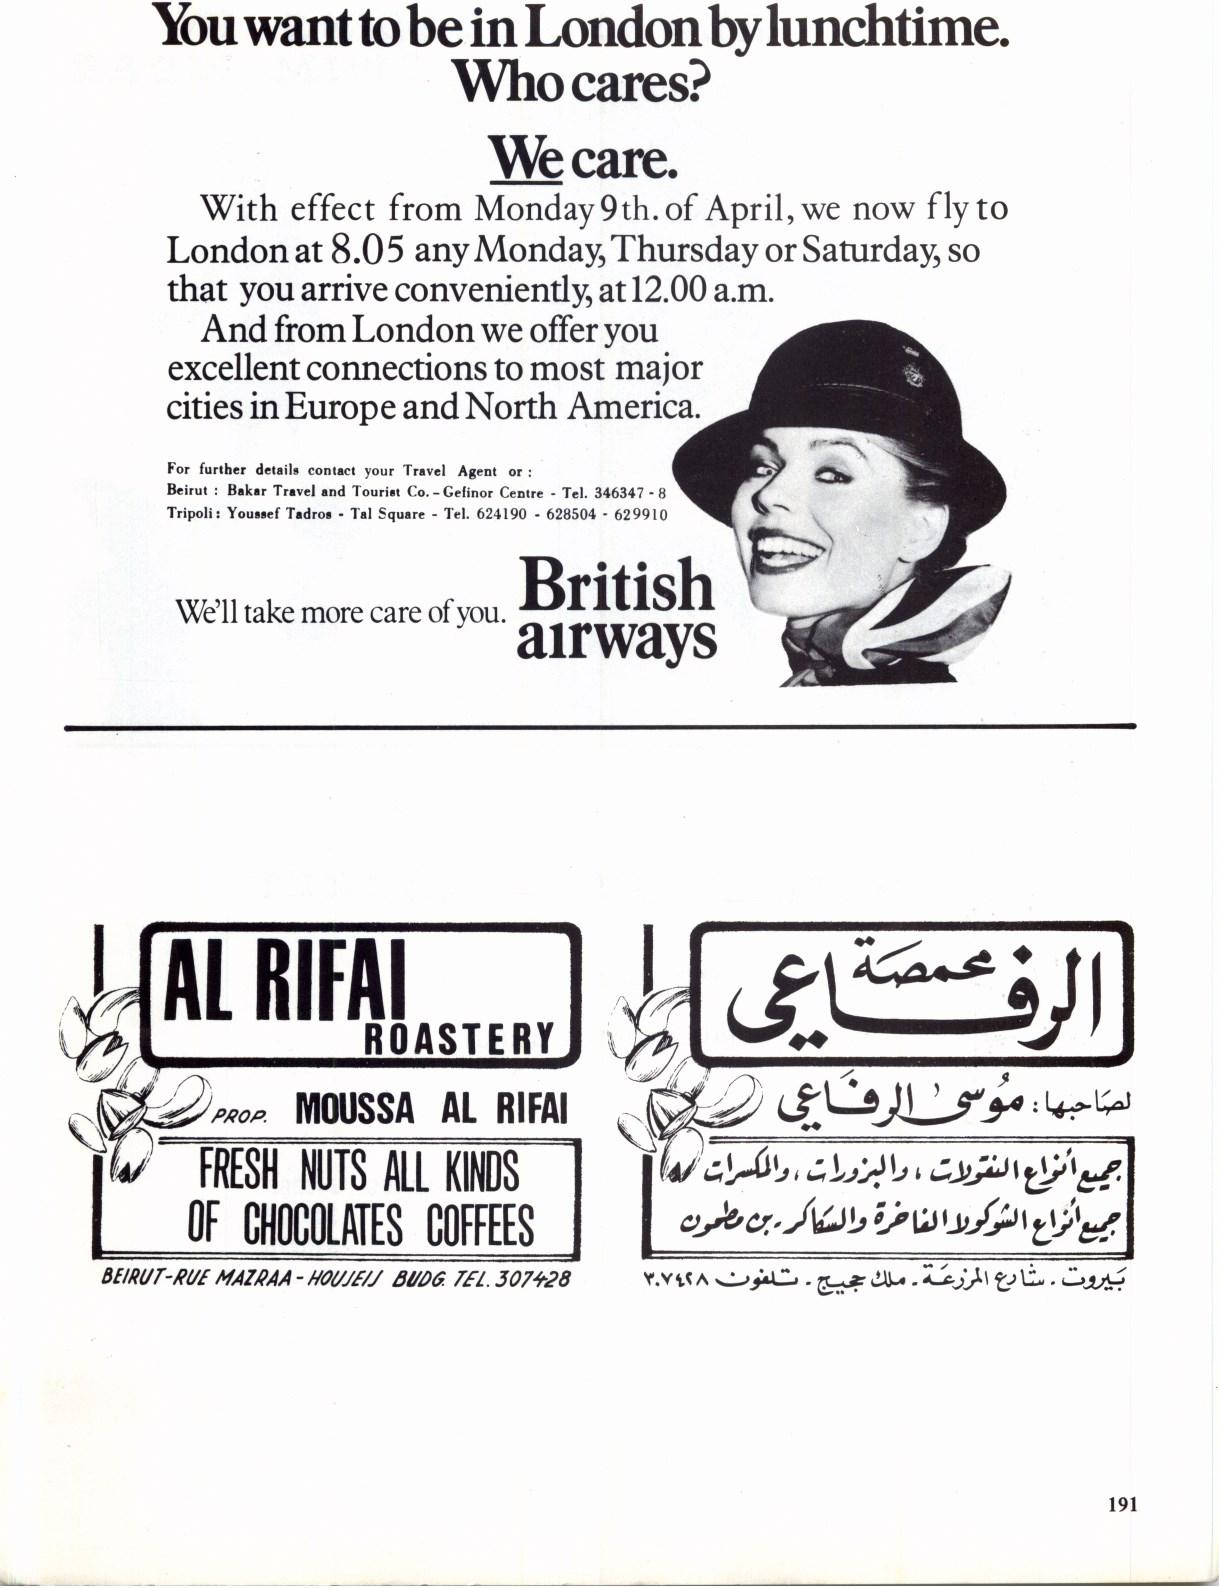 You want to be in London by lunchtime.
Who cares?
We care.
With effect from Monday 9th. of April, we now fly to
London at 8.05 any Monday, Thursday or Saturday, so
that you arrive conveniently, at 12.00 a.m.
And from London we offer you
excellent connections to most major
cities in Europe and North America.
For further details contact your Travel Agent or :
Beirut : Bakar Travel and Tourist Co. - Gefinor Centre - Tel. 346347 - 8
Tripoli : Youssef Tadros - Tal Square - Tel. 624190 - 628504 - 629910
We'll take more care of you.
British
airways
AL RIFAI
ROASTERY
PROP. MOUSSA AL RIFAI
FRESH NUTS ALL KINDS
OF CHOCOLATES COFFEES
BEIRUT-RUE MAZRAA - HOUJEIJ BUDG. TEL. 307428
محمصة
الرفاعي
لصاحبها : موسى الرفاعي
جميع أنواع النقولات ، والبزورات ، والمكسرات
جميع أنواع الشوكولا الفاخرة والسكاكر . بن مطحون
بيروت . شارع المزرعة . ملك حجيج . تلفون ٣٠٧٤٢٨
191